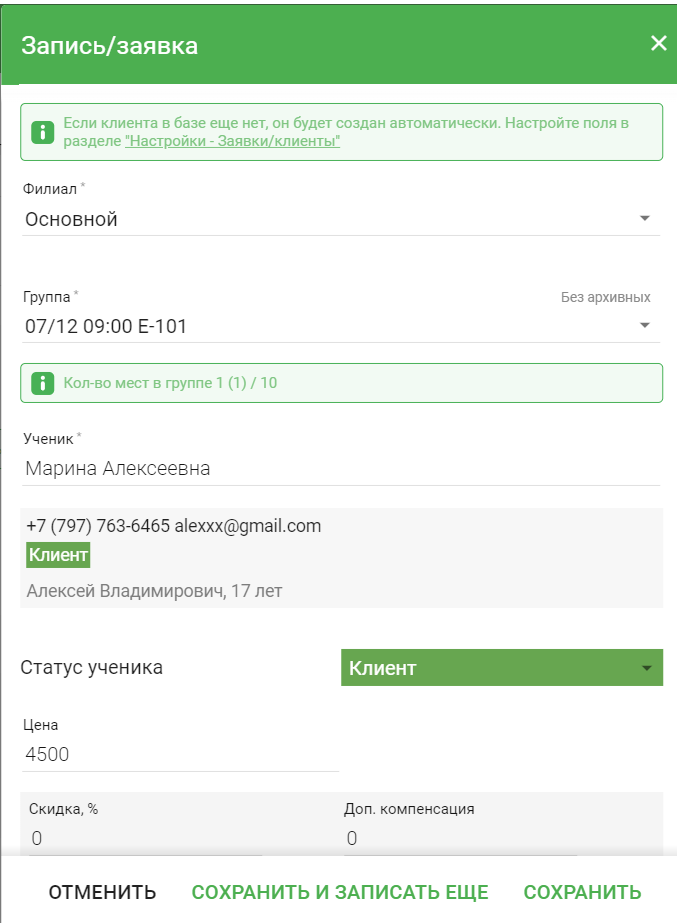 Запись/заявка
Если клиента в базе еще нет, он будет создан автоматически. Настройте поля в
разделе "Настройки - Заявки/клиенты"
Филиал *
Основной
Группа * Без архивных
07/12 09:00 E-101
Кол-во мест в группе 1 (1) / 10
Ученик *
Марина Алексеевна
+7 (797) 763-6465 alexxx@gmail.com
Клиент
Алексей Владимирович, 17 лет
Статус ученика Клиент
Цена
4500
Скидка, % Доп. компенсация
0 0
ОТМЕНИТЬ СОХРАНИТЬ И ЗАПИСАТЬ ЕЩЕ СОХРАНИТЬ